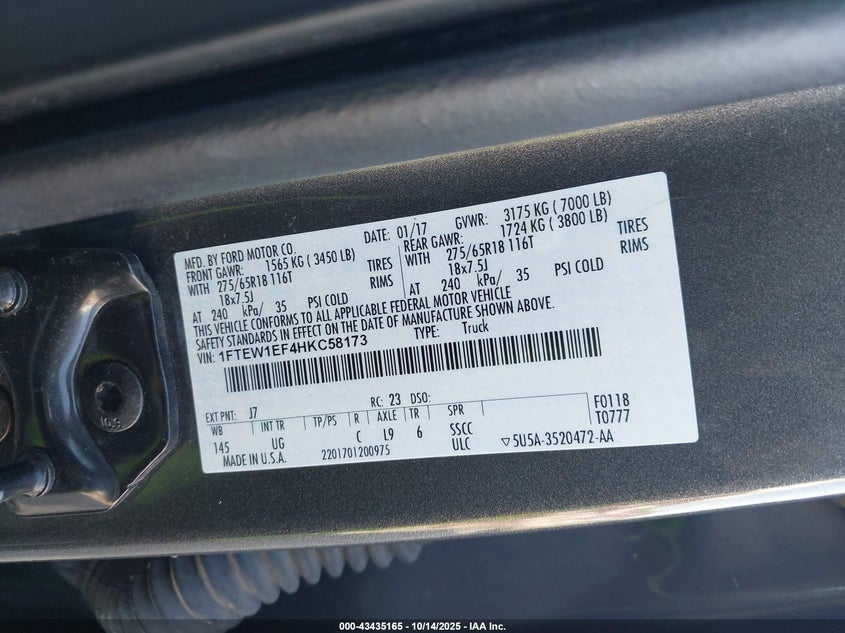 MFD. BY FORD MOTOR CO.
DATE: 01/17 GVWR: 3175 KG ( 7000 LB)
FRONT GAWR: 1565 KG ( 3450 LB) REAR GAWR: 1724 KG ( 3800 LB)
WITH 275/65R18 116T TIRES WITH 275/65R18 116T TIRES
18x7.5J RIMS 18x7.5J RIMS
AT 240 kPa/ 35 PSI COLD AT 240 kPa/ 35 PSI COLD
THIS VEHICLE CONFORMS TO ALL APPLICABLE FEDERAL MOTOR VEHICLE
SAFETY STANDARDS IN EFFECT ON THE DATE OF MANUFACTURE SHOWN ABOVE.
VIN: 1FTEW1EF4HKC58173 TYPE: Truck
EXT PNT: J7 RC: 23 DSO: F0118
WB INT TR TP/PS R AXLE TR SPR T0777
145 UG C L9 6 SSCC
MADE IN U.S.A. 2201701200975 ULC ▽5U5A-3520472-AA
10.5
000-43435165 - 10/14/2025 - IAA Inc.